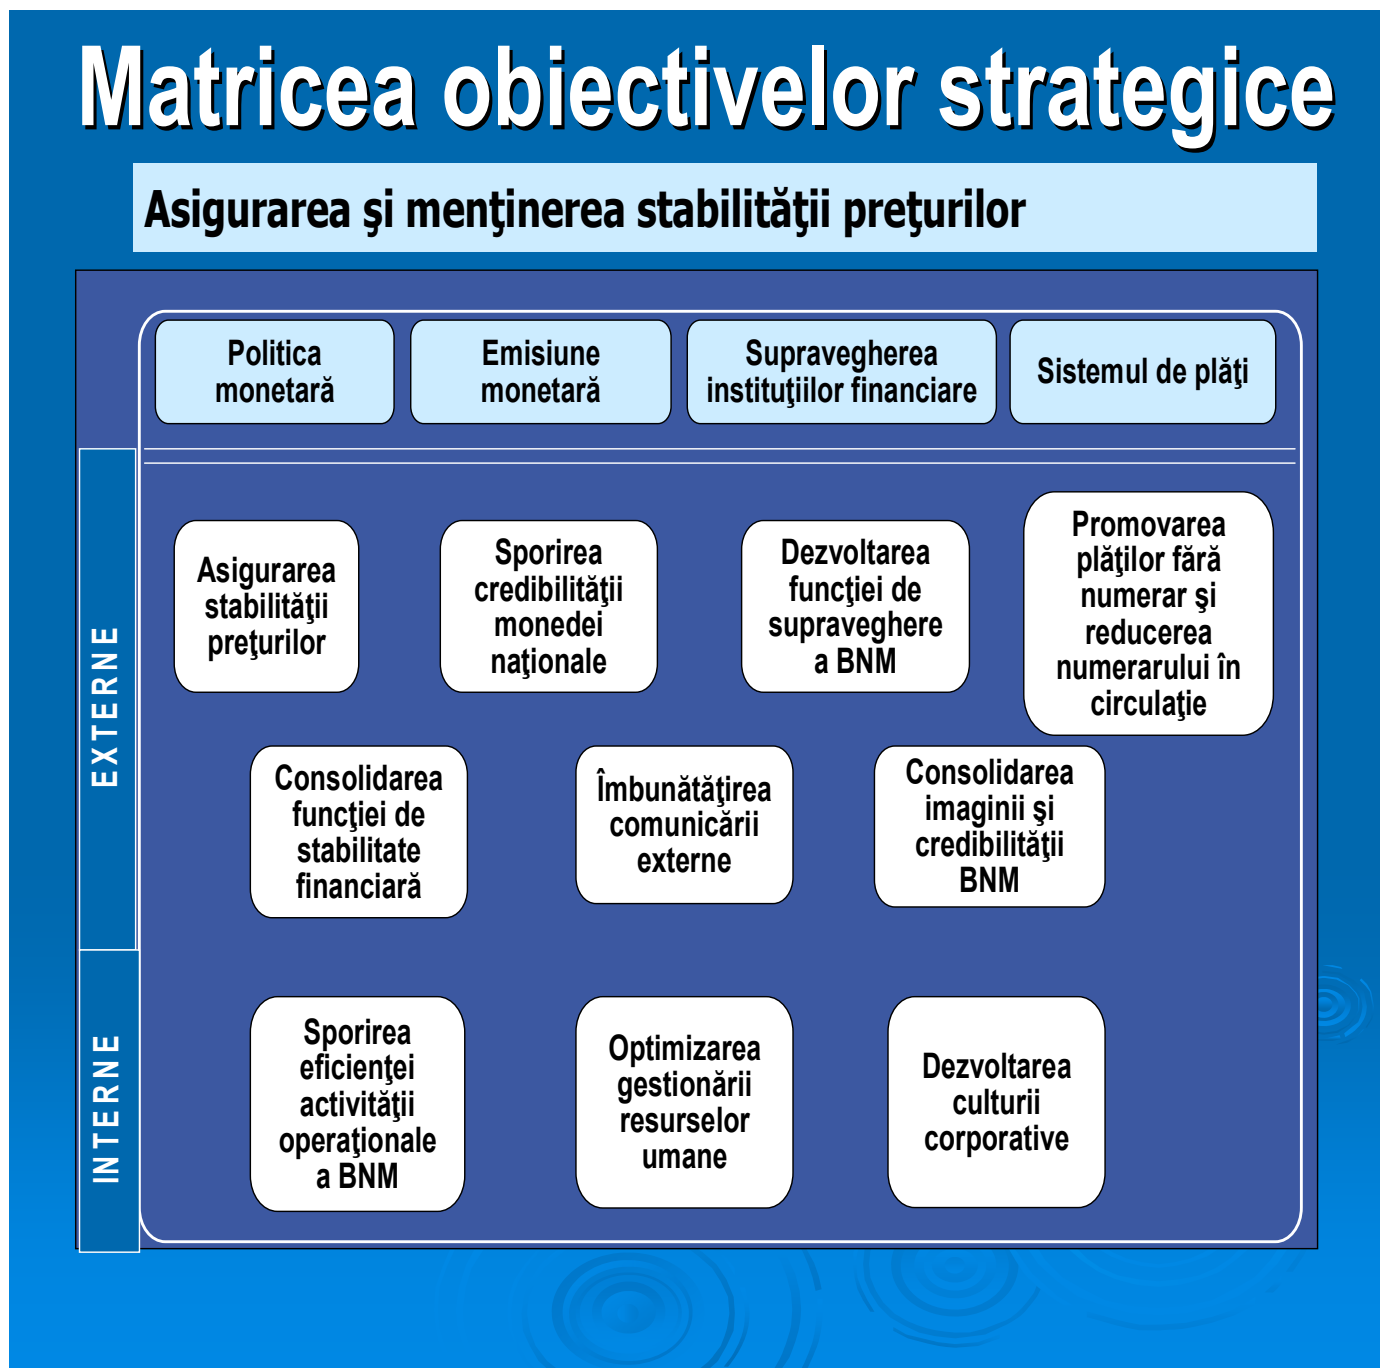 Matricea obiectivelor strategice
Asigurarea şi menţinerea stabilităţii preţurilor
Politica
monetară
Emisiune
monetară
Supravegherea
instituţiilor financiare
Sistemul de plăţi
EXTERNE
Asigurarea
stabilităţii
preţurilor
Sporirea
credibilităţii
monedei
naţionale
Dezvoltarea
funcţiei de
supraveghere
a BNM
Promovarea
plăţilor fără
numerar şi
reducerea
numerarului în
circulaţie
Consolidarea
funcţiei de
stabilitate
financiară
Îmbunătăţirea
comunicării
externe
Consolidarea
imaginii şi
credibilităţii
BNM
INTERNE
Sporirea
eficienţei
activităţii
operaţionale
a BNM
Optimizarea
gestionării
resurselor
umane
Dezvoltarea
culturii
corporative